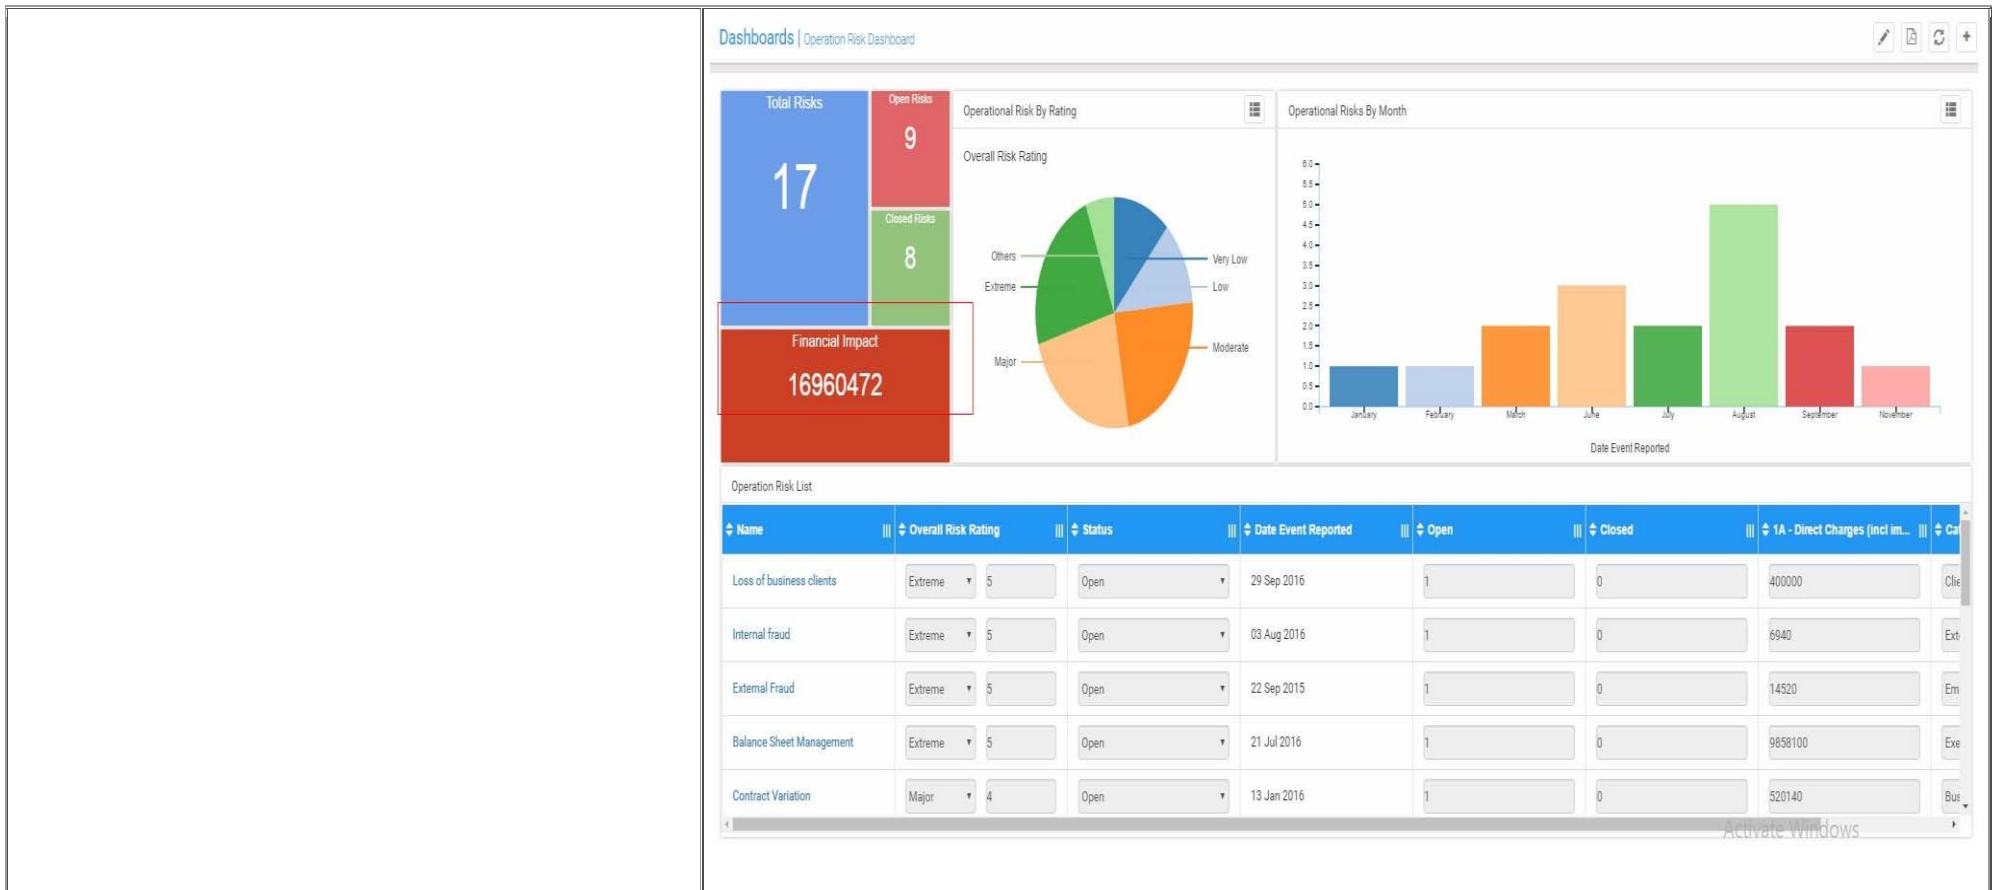 Dashboards | Operation Risk Dashboard
Total Risks
17
Open Risks
9
Closed Risks
8
Financial Impact
16960472
Operational Risk By Rating
Overall Risk Rating
Others
Extreme
Major
Very Low
Low
Moderate
Operational Risks By Month
6.0
5.5
5.0
4.5
4.0
3.5
3.0
2.5
2.0
1.5
1.0
0.5
0.0
January February March June July August September November
Date Event Reported
Operation Risk List
Name Overall Risk Rating Status Date Event Reported Open Closed 1A - Direct Charges (incl im... Cat
Loss of business clients Extreme 5 Open 29 Sep 2016 1 0 400000 Clie
Internal fraud Extreme 5 Open 03 Aug 2016 1 0 6940 Ext
External Fraud Extreme 5 Open 22 Sep 2015 1 0 14520 Em
Balance Sheet Management Extreme 5 Open 21 Jul 2016 1 0 9858100 Exe
Contract Variation Major 4 Open 13 Jan 2016 1 0 520140 Bus
Activate Windows